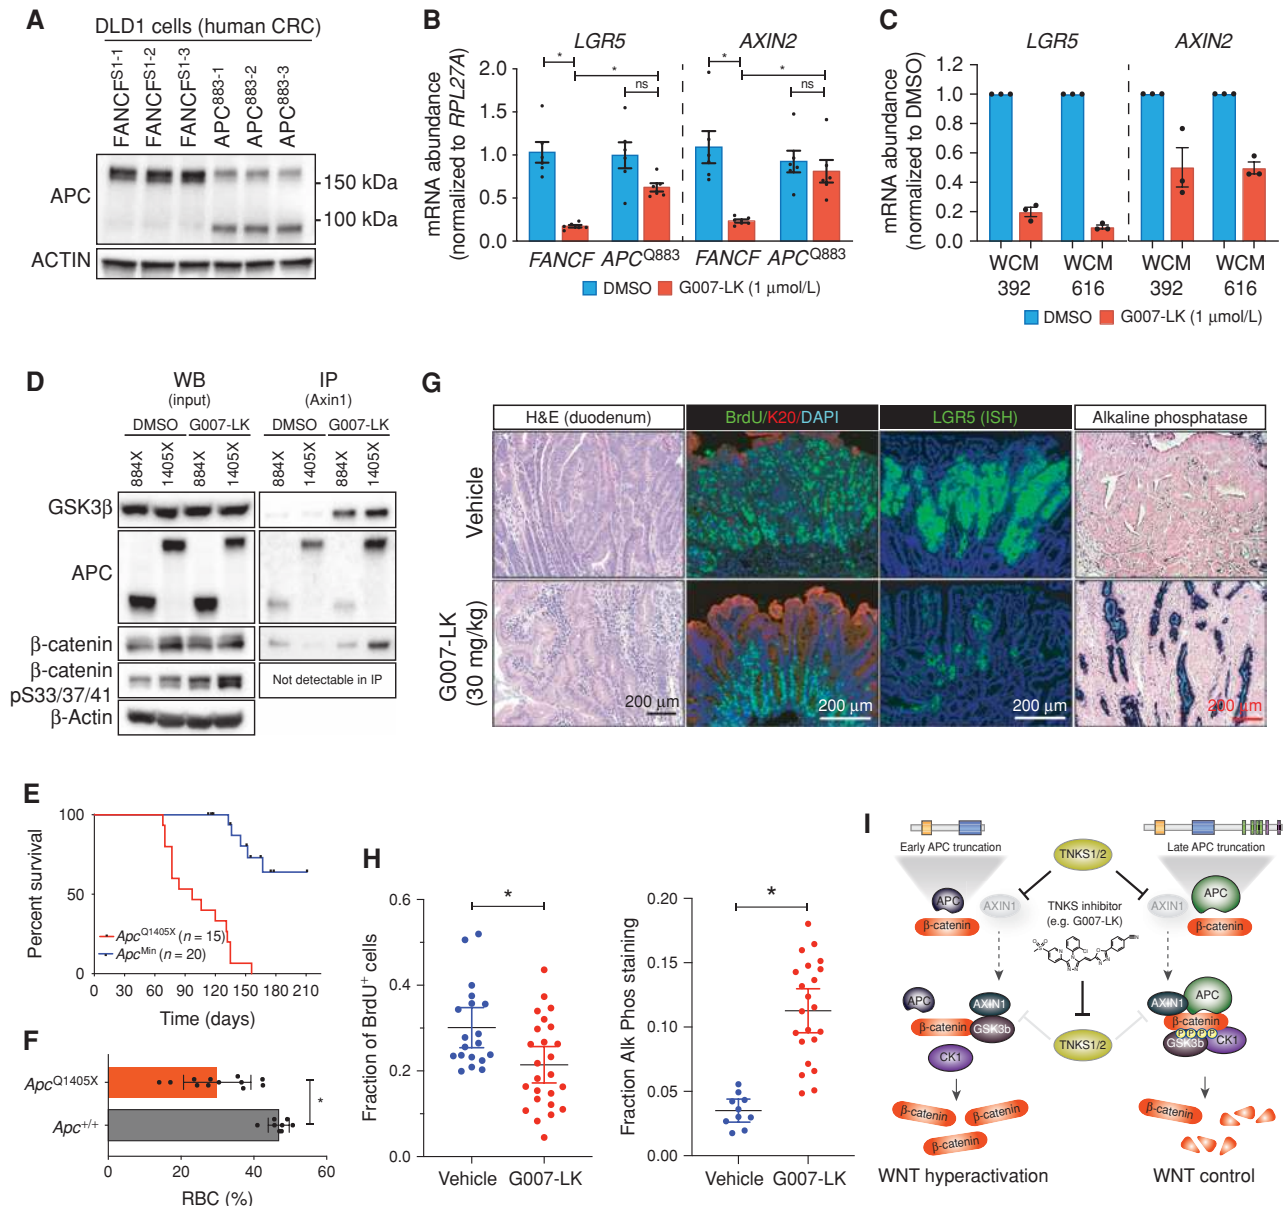 A
DLD1 cells (human CRC)
FANCF^S1-1
FANCF^S1-2
FANCF^S1-3
APC^883-1
APC^883-2
APC^883-3
APC
150 kDa
100 kDa
ACTIN
B
LGR5
AXIN2
mRNA abundance
(normalized to RPL27A)
2.0
1.5
1.0
0.5
0.0
*
*
ns
*
*
ns
FANCF
APC^Q883
FANCF
APC^Q883
DMSO
G007-LK (1 µmol/L)
C
LGR5
AXIN2
mRNA abundance
(normalized to DMSO)
1.2
1.0
0.8
0.6
0.4
0.2
0.0
WCM
392
WCM
616
WCM
392
WCM
616
DMSO
G007-LK (1 µmol/L)
D
WB
(input)
IP
(Axin1)
DMSO
G007-LK
DMSO
G007-LK
884X
1405X
884X
1405X
884X
1405X
884X
1405X
GSK3β
APC
β-catenin
β-catenin
pS33/37/41
Not detectable in IP
β-Actin
G
H&E (duodenum)
BrdU/K20/DAPI
LGR5 (ISH)
Alkaline phosphatase
Vehicle
G007-LK
(30 mg/kg)
200 µm
200 µm
200 µm
200 µm
E
Percent survival
100
50
0
Apc^Q1405X (n = 15)
Apc^Min (n = 20)
0 30 60 90 120 150 180 210
Time (days)
F
Apc^Q1405X
Apc^+/+
*
0 20 40 60
RBC (%)
H
Fraction of BrdU^+ cells
0.6
0.4
0.2
0.0
*
Vehicle
G007-LK
Fraction Alk Phos staining
0.20
0.15
0.10
0.05
0.00
*
Vehicle
G007-LK
I
Early APC truncation
Late APC truncation
TNKS1/2
APC
AXIN1
β-catenin
TNKS inhibitor
(e.g. G007-LK)
AXIN1
APC
β-catenin
APC
AXIN1
β-catenin
GSK3b
CK1
TNKS1/2
AXIN1
APC
β-catenin
P P P P
GSK3b
CK1
β-catenin
β-catenin
β-catenin
β-catenin
WNT hyperactivation
WNT control